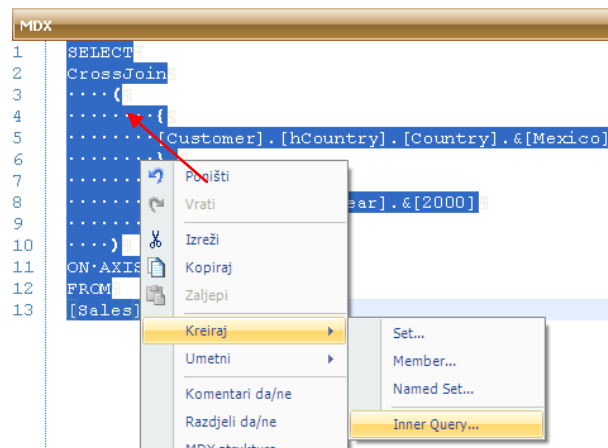 MDX
1 SELECT
2 CrossJoin
3 (
4 {
5 [Customer].[hCountry].[Country].&[Mexico]
6 }
7
8 ear].&[2000]
9
10 )
11 ON AXIS
12 FROM
13 [Sales]
Poništi
Vrati
Izreži
Kopiraj
Zaljepi
Kreiraj
Umetni
Komentari da/ne
Razdjeli da/ne
MDX struktura
Set...
Member...
Named Set...
Inner Query...